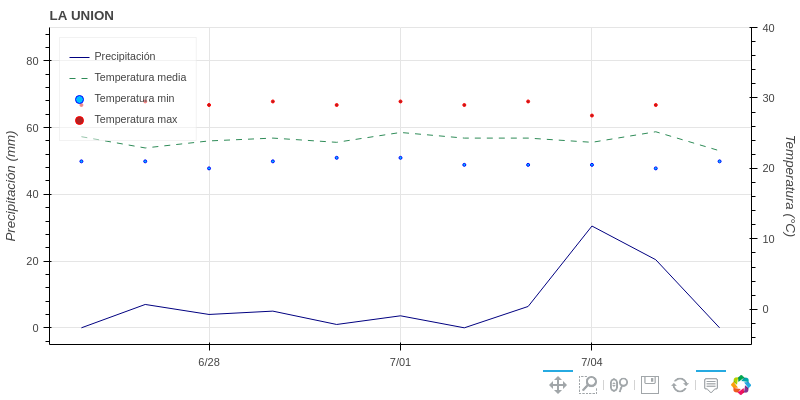 LA UNION
Precipitación
Temperatura media
Temperatura min
Temperatura max
80
60
40
20
0
Precipitación (mm)
40
30
20
10
0
Temperatura (°C)
6/28
7/01
7/04